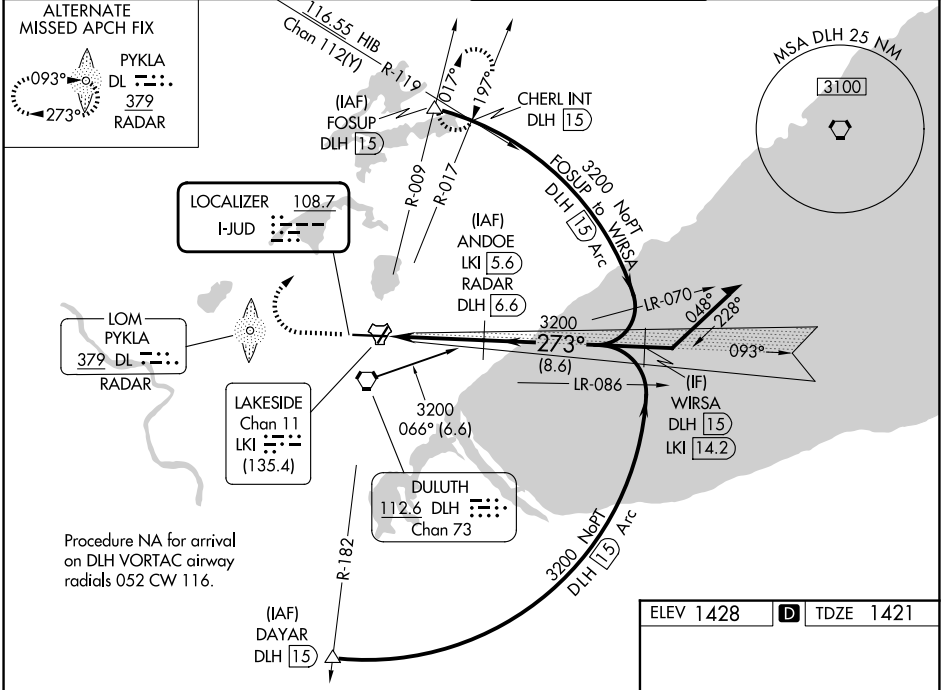 ALTERNATE
MISSED APCH FIX
PYKLA
DL
379
RADAR
093°
273°
116.55 HIB
Chan 112(Y)
R-119
017°
197°
(IAF)
FOSUP
DLH 15
CHERL INT
DLH 15
MSA DLH 25 NM
3100
R-009
R-017
3200 NoPT
FOSUP to WIRSA
DLH 15 Arc
LOCALIZER 108.7
I-JUD
(IAF)
ANDOE
LKI 5.6
RADAR
DLH 6.6
LR-070
048°
228°
LOM
PYKLA
379 DL
RADAR
3200
273°
(8.6)
093°
LR-086
(IF)
WIRSA
DLH 15
LKI 14.2
LAKESIDE
Chan 11
LKI
(135.4)
3200
066° (6.6)
DULUTH
112.6 DLH
Chan 73
Procedure NA for arrival
on DLH VORTAC airway
radials 052 CW 116.
R-182
3200 NoPT
DLH 15 Arc
(IAF)
DAYAR
DLH 15
ELEV 1428 D TDZE 1421